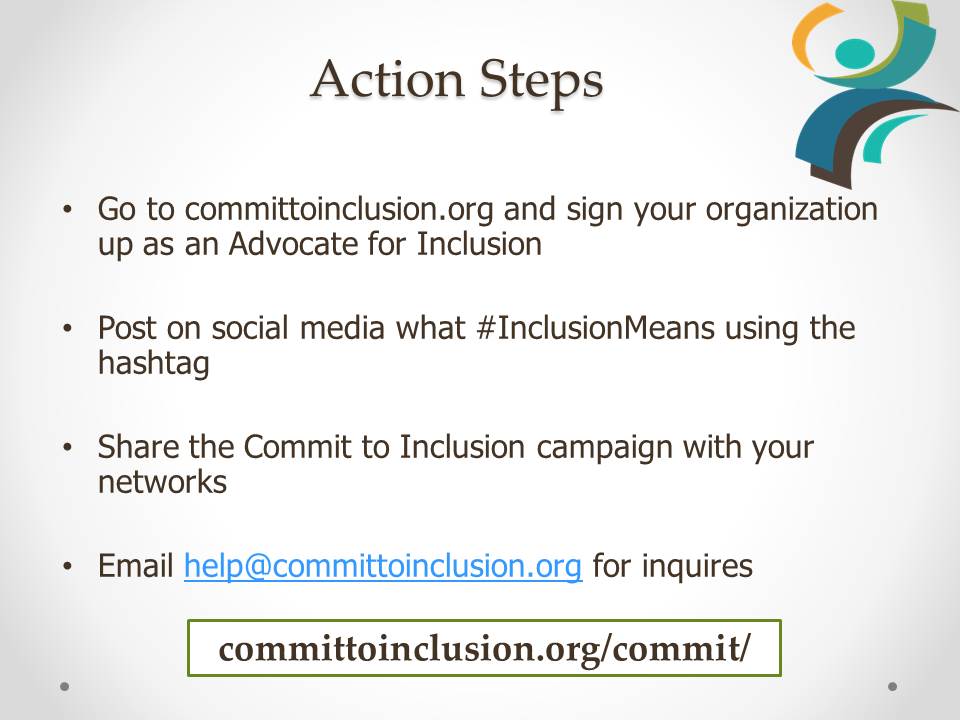 Action Steps
• Go to committoinclusion.org and sign your organization
up as an Advocate for Inclusion
• Post on social media what #InclusionMeans using the
hashtag
• Share the Commit to Inclusion campaign with your
networks
• Email help@committoinclusion.org for inquires
committoinclusion.org/commit/